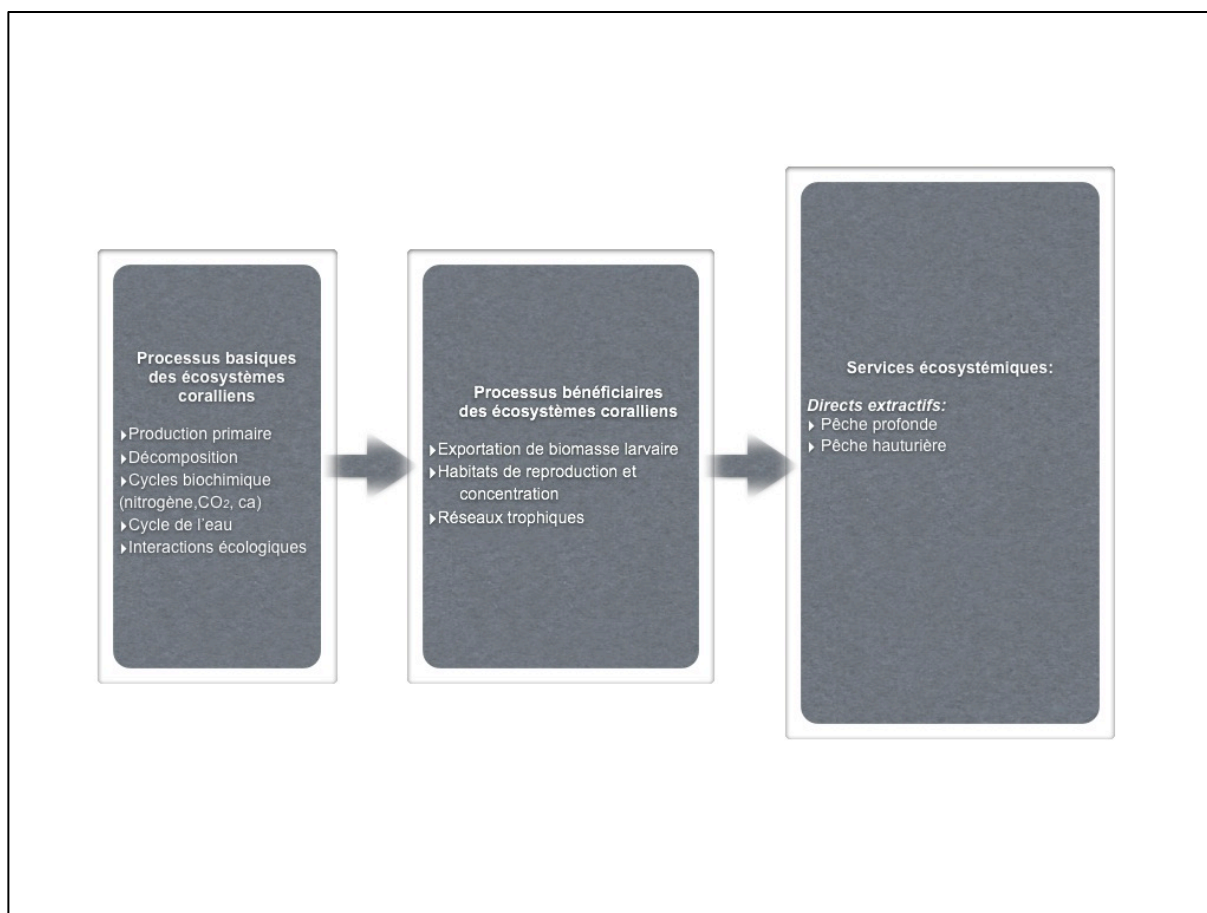 Processus basiques
des écosystèmes
coralliens
▸Production primaire
▸Décomposition
▸Cycles biochimique
(nitrogène,CO₂, ca)
▸Cycle de l'eau
▸Interactions écologiques
Processus bénéficiaires
des écosystèmes coralliens
▸Exportation de biomasse larvaire
▸Habitats de reproduction et
concentration
▸Réseaux trophiques
Services écosystémiques:
Directs extractifs:
▸ Pêche profonde
▸ Pêche hauturière